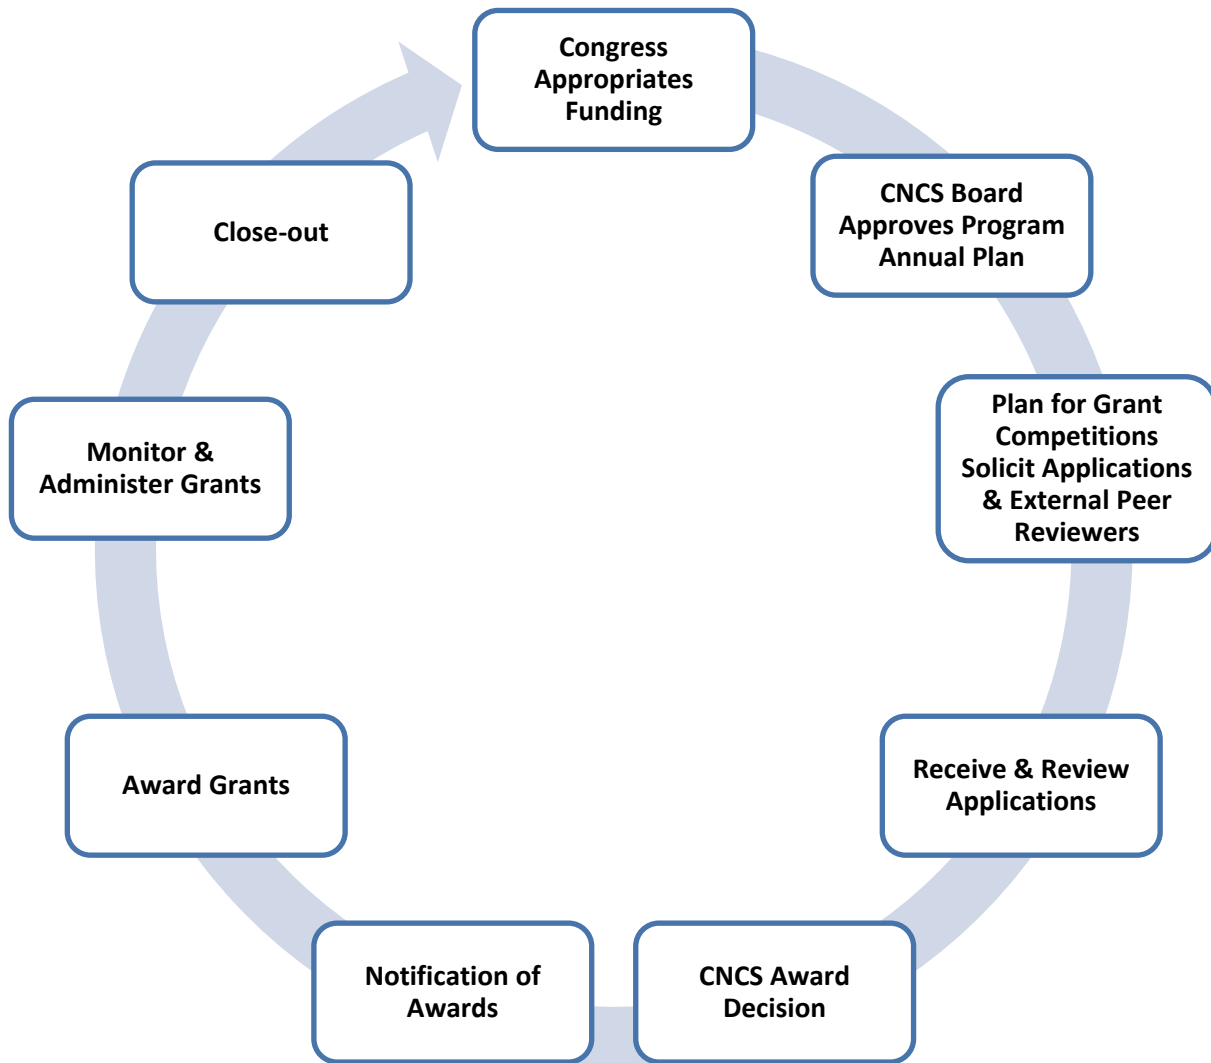 Congress
Appropriates
Funding
CNCS Board
Approves Program
Annual Plan
Plan for Grant
Competitions
Solicit Applications
& External Peer
Reviewers
Receive & Review
Applications
CNCS Award
Decision
Notification of
Awards
Award Grants
Monitor &
Administer Grants
Close-out